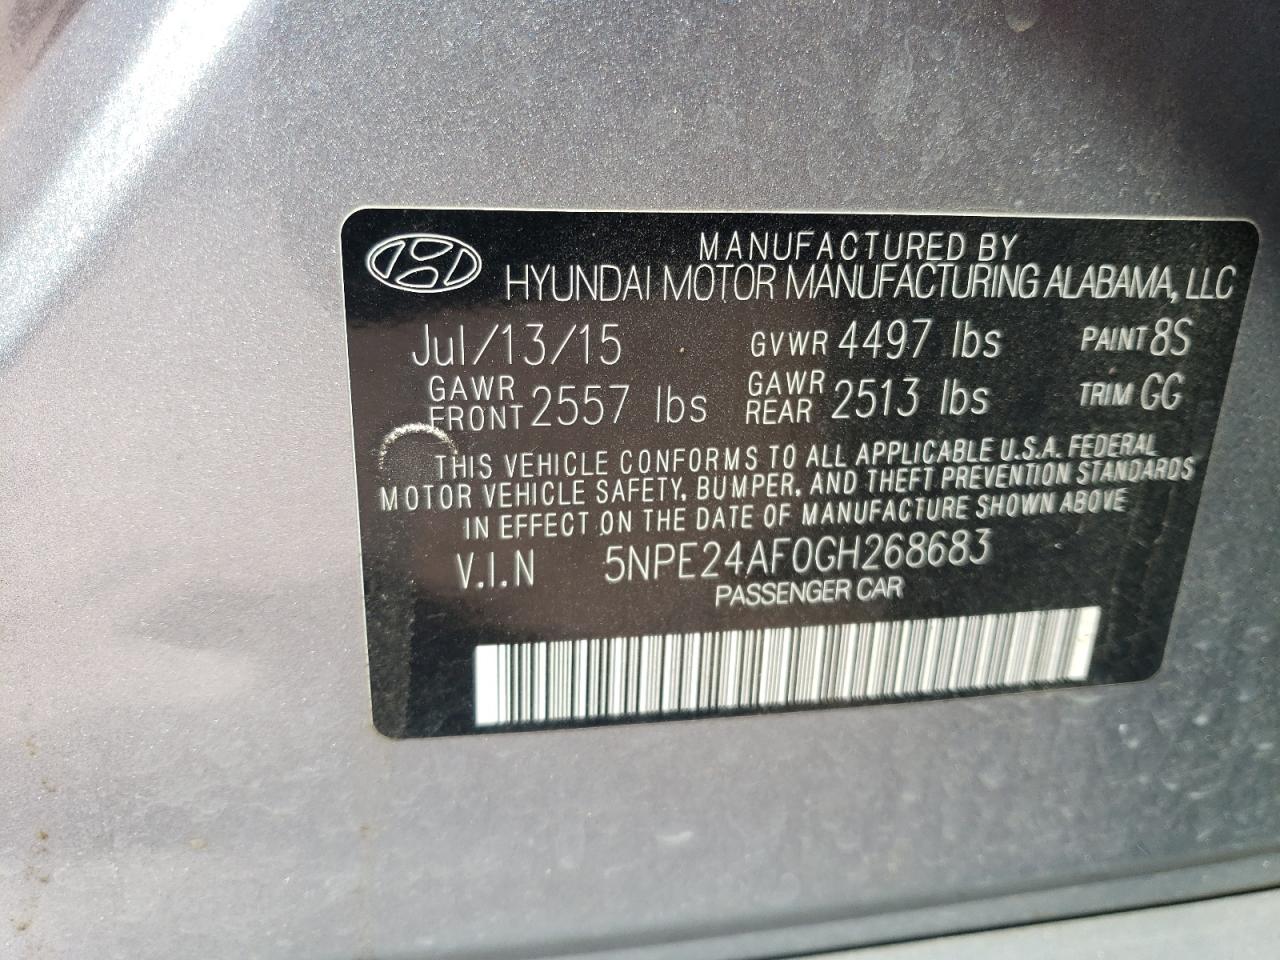 MANUFACTURED BY
HYUNDAI MOTOR MANUFACTURING ALABAMA, LLC
Jul/13/15 GVWR 4497 lbs PAINT 8S
GAWR FRONT 2557 lbs GAWR REAR 2513 lbs TRIM GG
THIS VEHICLE CONFORMS TO ALL APPLICABLE U.S.A. FEDERAL
MOTOR VEHICLE SAFETY, BUMPER, AND THEFT PREVENTION STANDARDS
IN EFFECT ON THE DATE OF MANUFACTURE SHOWN ABOVE
V.I.N 5NPE24AF0GH268683
PASSENGER CAR